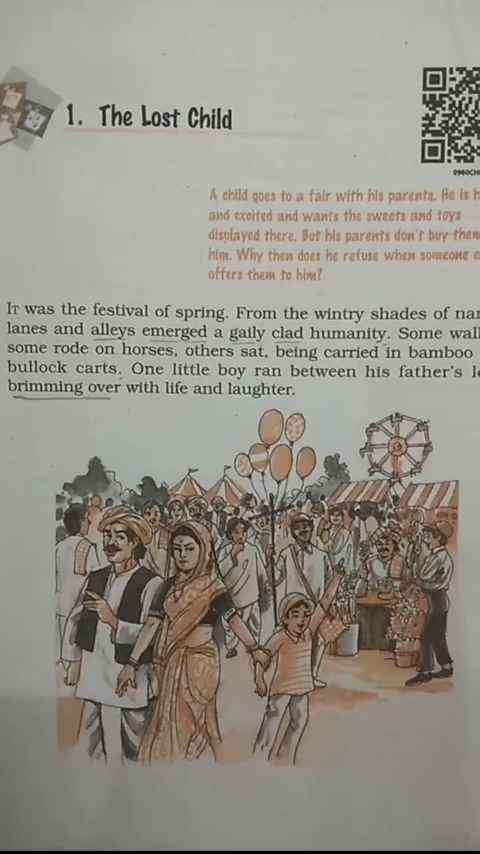 1. The Lost Child
0960CH
A child goes to a fair with his parents. He is
and excited and wants the sweets and toys
displayed there. But his parents don't buy
him. Why then does he refuse when someone
offers them to him?
IT was the festival of spring. From the wintry shades of
lanes and alleys emerged a gaily clad humanity. Some
some rode on horses, others sat, being carried in bamboo
bullock carts. One little boy ran between his father's
brimming over with life and laughter.